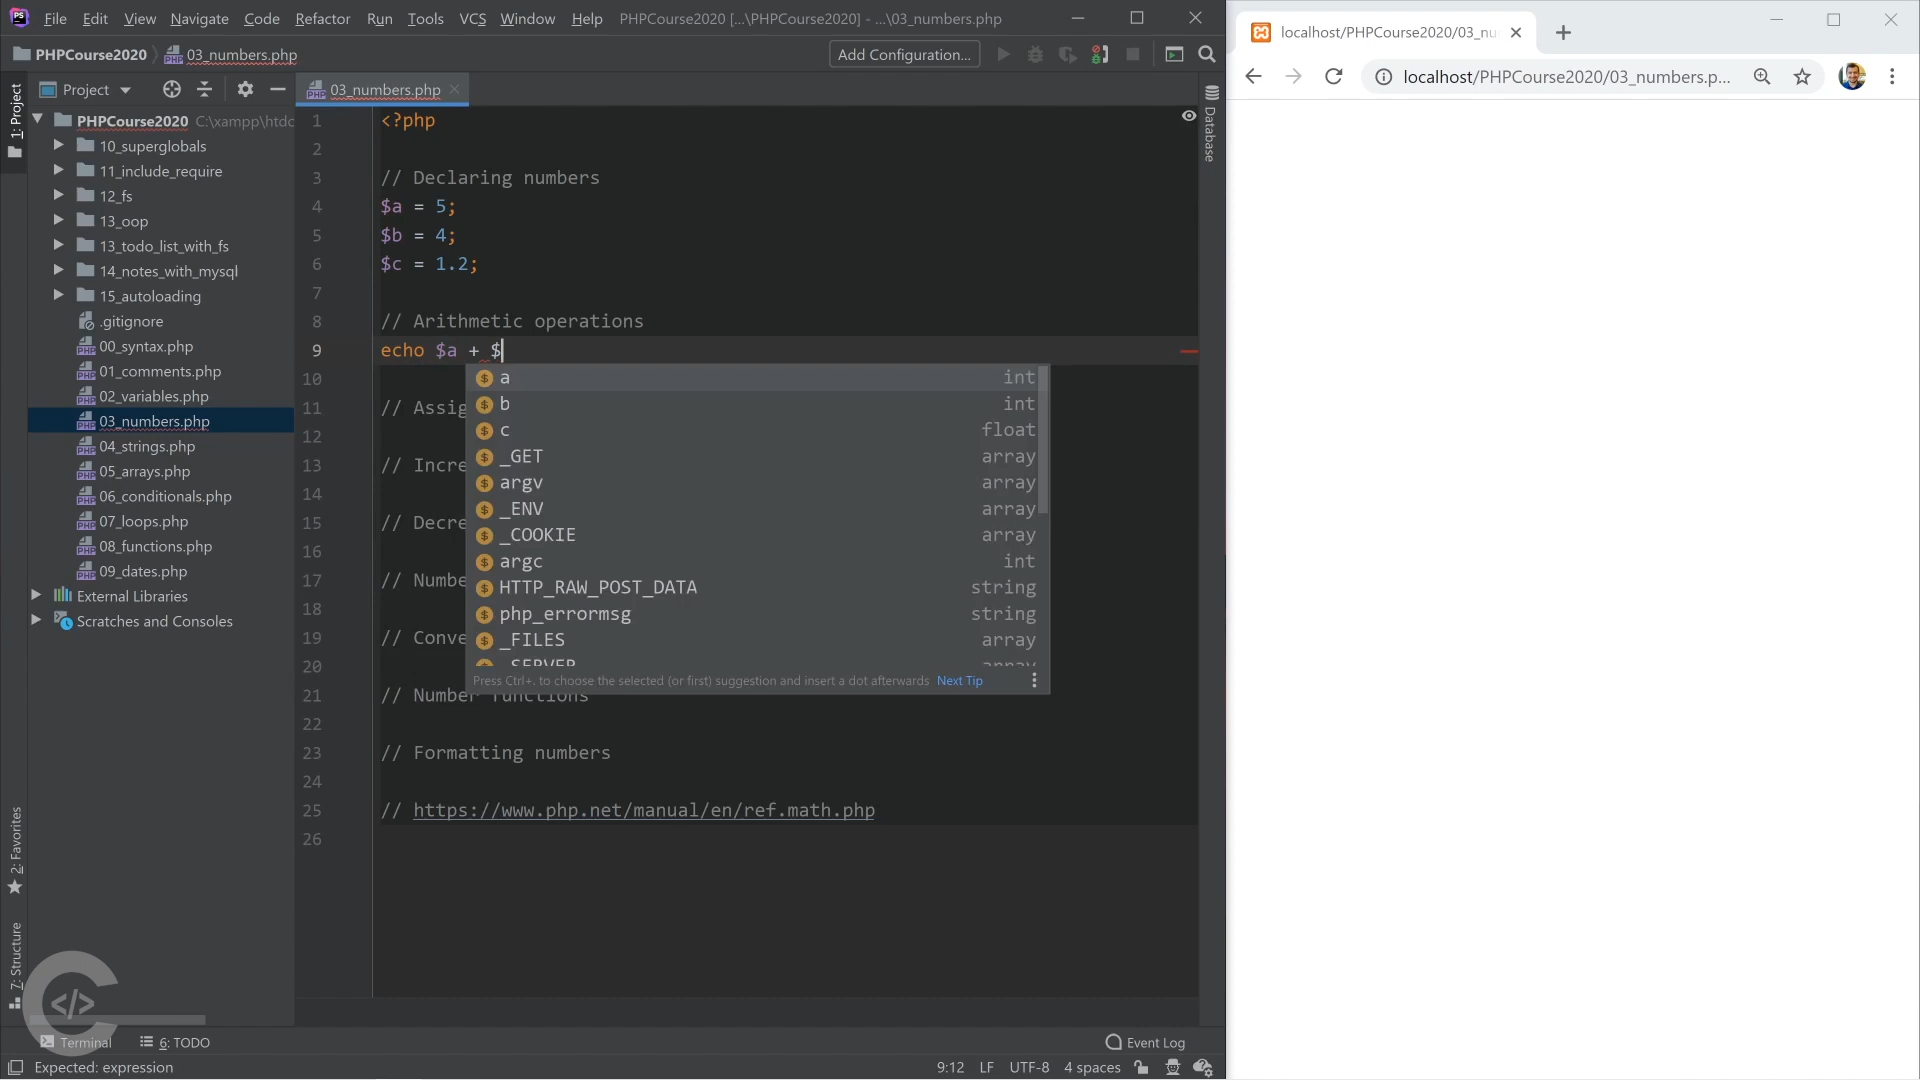 PS File Edit View Navigate Code Refactor Run Tools VCS Window Help PHPCourse2020 [...\PHPCourse2020] - ...\03_numbers.php
PHPCourse2020 03_numbers.php Add Configuration...
1: Project
Project
03_numbers.php
PHPCourse2020 C:\xampp\htdc
10_superglobals
11_include_require
12_fs
13_oop
13_todo_list_with_fs
14_notes_with_mysql
15_autoloading
.gitignore
00_syntax.php
01_comments.php
02_variables.php
03_numbers.php
04_strings.php
05_arrays.php
06_conditionals.php
07_loops.php
08_functions.php
09_dates.php
External Libraries
Scratches and Consoles
2: Favorites
7: Structure
1 <?php
2
3 // Declaring numbers
4 $a = 5;
5 $b = 4;
6 $c = 1.2;
7
8 // Arithmetic operations
9 echo $a + $
10
11 // Assig
12
13 // Incre
14
15 // Decre
16
17 // Numbe
18
19 // Conve
20
21 // Number functions
22
23 // Formatting numbers
24
25 // https://www.php.net/manual/en/ref.math.php
26
a int
b int
c float
_GET array
argv array
_ENV array
_COOKIE array
argc int
HTTP_RAW_POST_DATA string
php_errormsg string
_FILES array
_SERVER array
Press Ctrl+. to choose the selected (or first) suggestion and insert a dot afterwards Next Tip
Database
</>
Terminal 6: TODO Event Log
Expected: expression 9:12 LF UTF-8 4 spaces
localhost/PHPCourse2020/03_nu
localhost/PHPCourse2020/03_numbers.p...